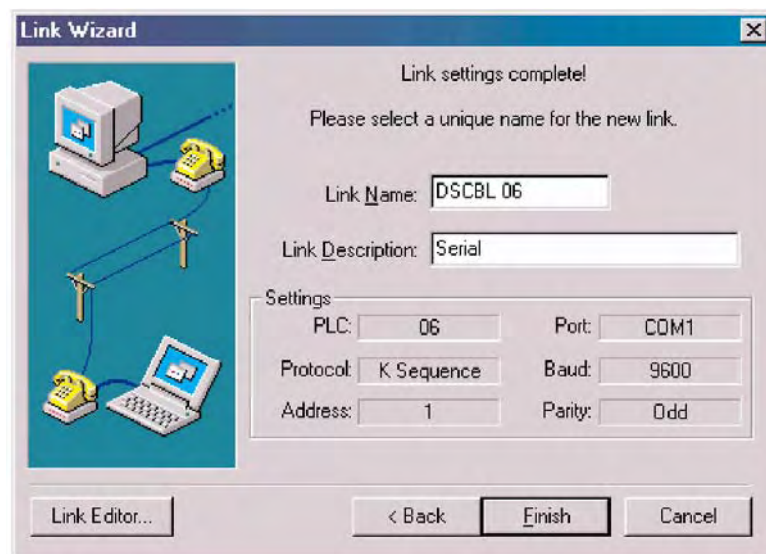 Link Wizard
Link settings complete!
Please select a unique name for the new link.
Link Name: DSCBL 06
Link Description: Serial
Settings
PLC: 06 Port: COM1
Protocol: K Sequence Baud: 9600
Address: 1 Parity: Odd
Link Editor... < Back Finish Cancel